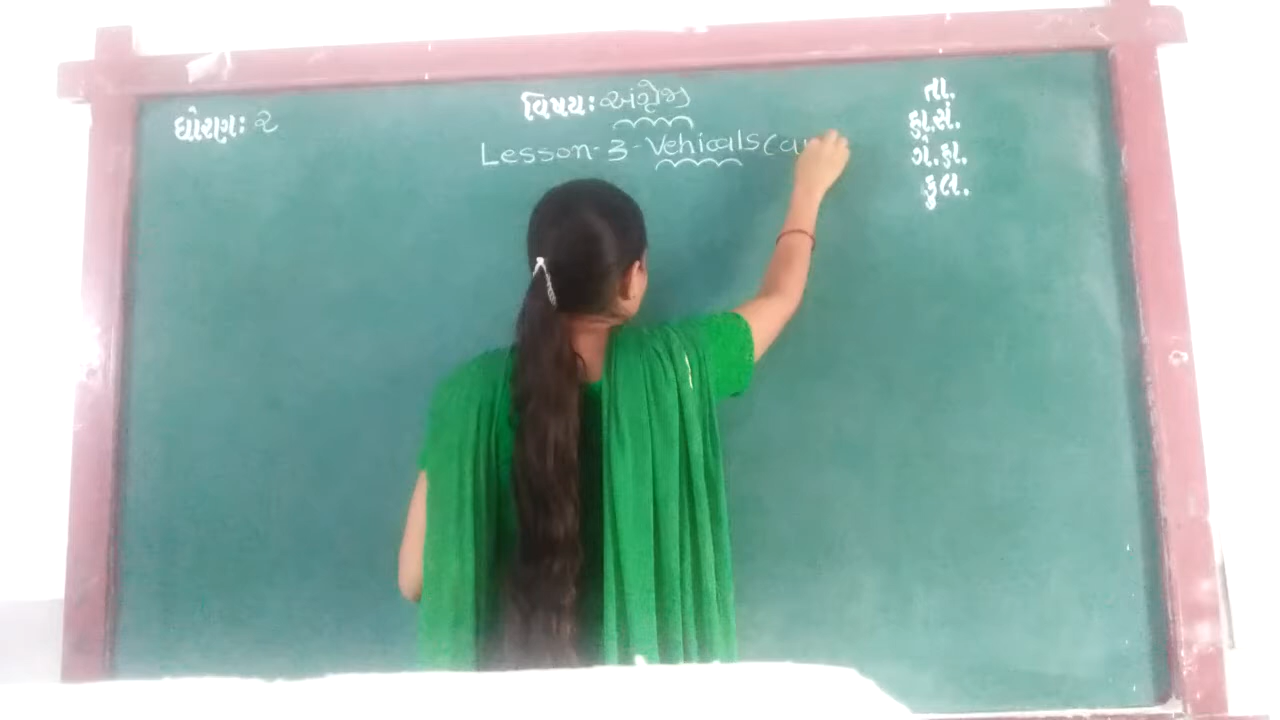 ધોરણ: ૨
વિષય: અંગ્રેજી
Lesson-3-Vehicals
તા.
હા.સં.
ગે.હા.
કુલ.